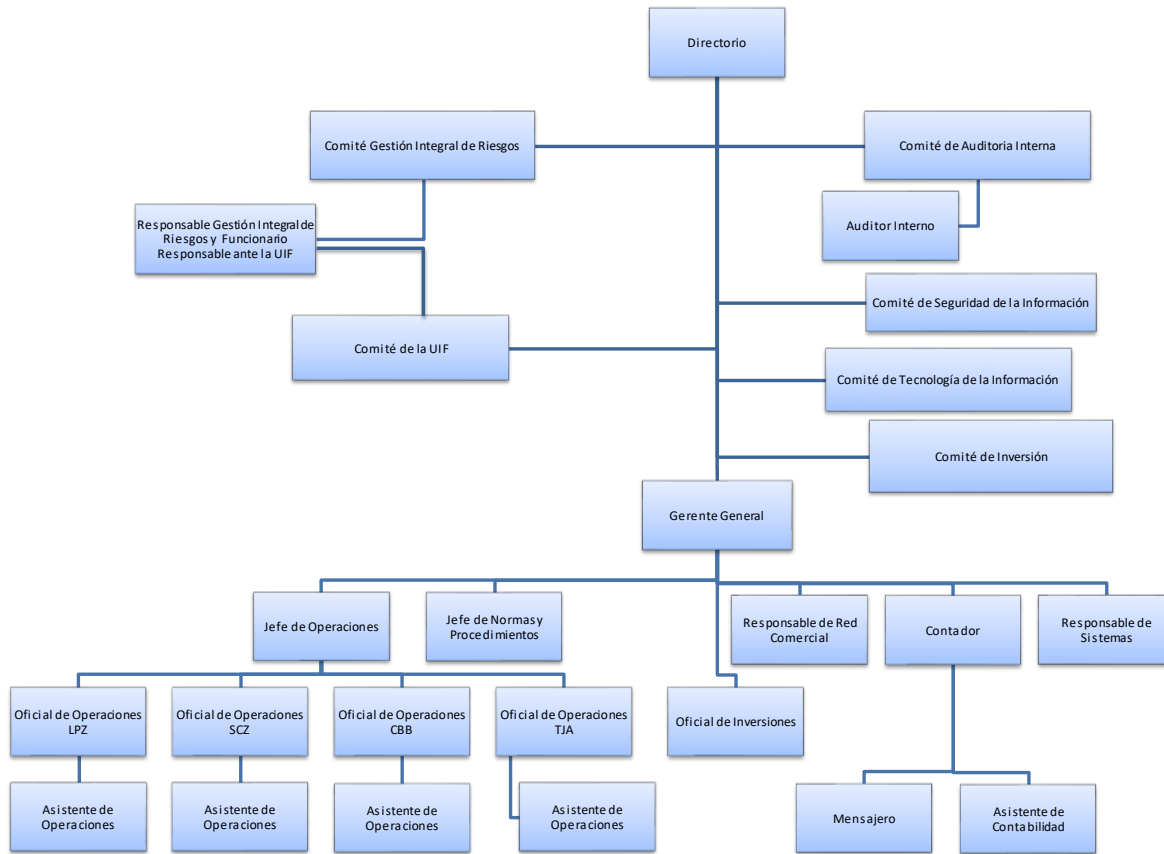 Directorio
Comité Gestión Integral de Riesgos
Comité de Auditoria Interna
Responsable Gestión Integral de
Riesgos y Funcionario
Responsable ante la UIF
Auditor Interno
Comité de Seguridad de la Información
Comité de la UIF
Comité de Tecnología de la Información
Comité de Inversión
Gerente General
Jefe de Operaciones
Jefe de Normas y
Procedimientos
Responsable de Red
Comercial
Contador
Responsable de
Sistemas
Oficial de Operaciones
LPZ
Oficial de Operaciones
SCZ
Oficial de Operaciones
CBB
Oficial de Operaciones
TJA
Oficial de Inversiones
Asistente de
Operaciones
Asistente de
Operaciones
Asistente de
Operaciones
Asistente de
Operaciones
Mensajero
Asistente de
Contabilidad